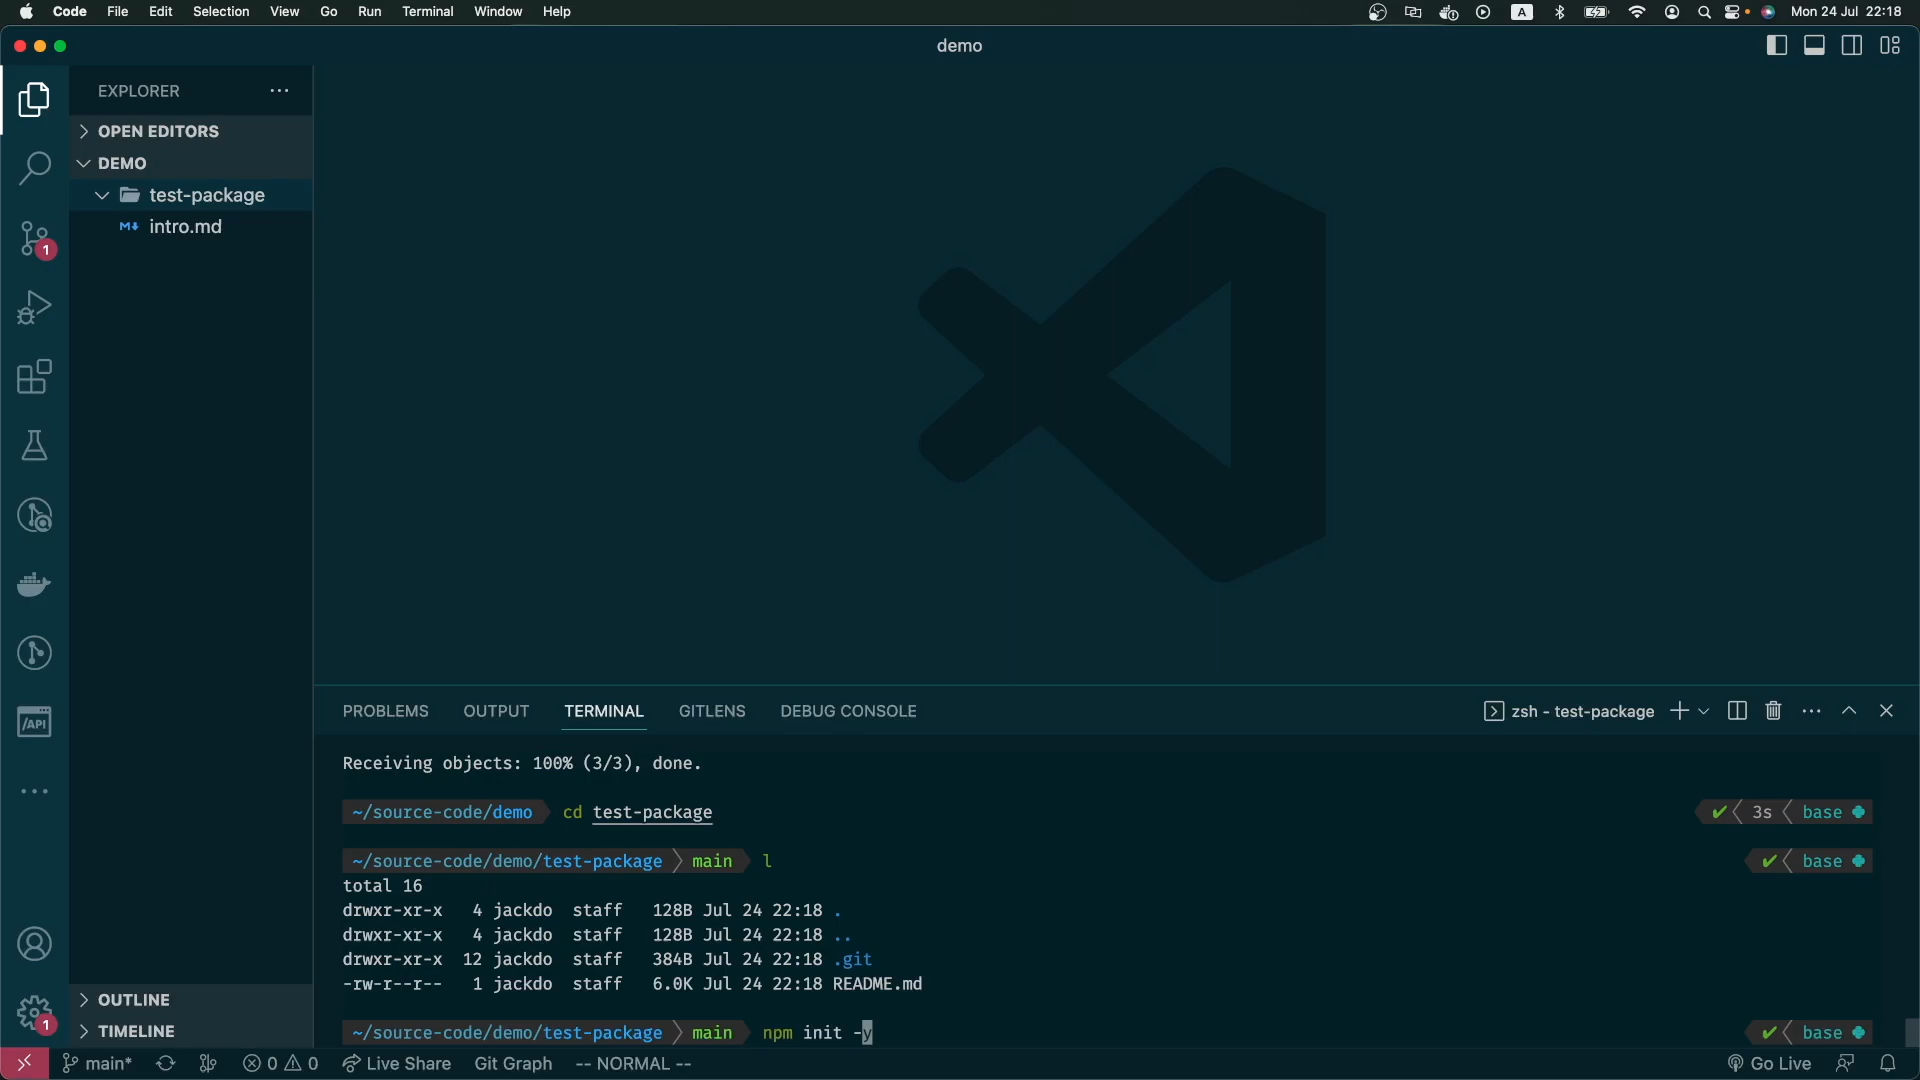 Code File Edit Selection View Go Run Terminal Window Help
A
Mon 24 Jul 22:18
demo
EXPLORER
OPEN EDITORS
DEMO
test-package
intro.md
1
/API
1
OUTLINE
TIMELINE
PROBLEMS OUTPUT TERMINAL GITLENS DEBUG CONSOLE
zsh - test-package
Receiving objects: 100% (3/3), done.
~/source-code/demo cd test-package 3s base
~/source-code/demo/test-package main l base
total 16
drwxr-xr-x 4 jackdo staff 128B Jul 24 22:18 .
drwxr-xr-x 4 jackdo staff 128B Jul 24 22:18 ..
drwxr-xr-x 12 jackdo staff 384B Jul 24 22:18 .git
-rw-r--r-- 1 jackdo staff 6.0K Jul 24 22:18 README.md
~/source-code/demo/test-package main npm init -y base
main* 0 0 Live Share Git Graph -- NORMAL -- Go Live